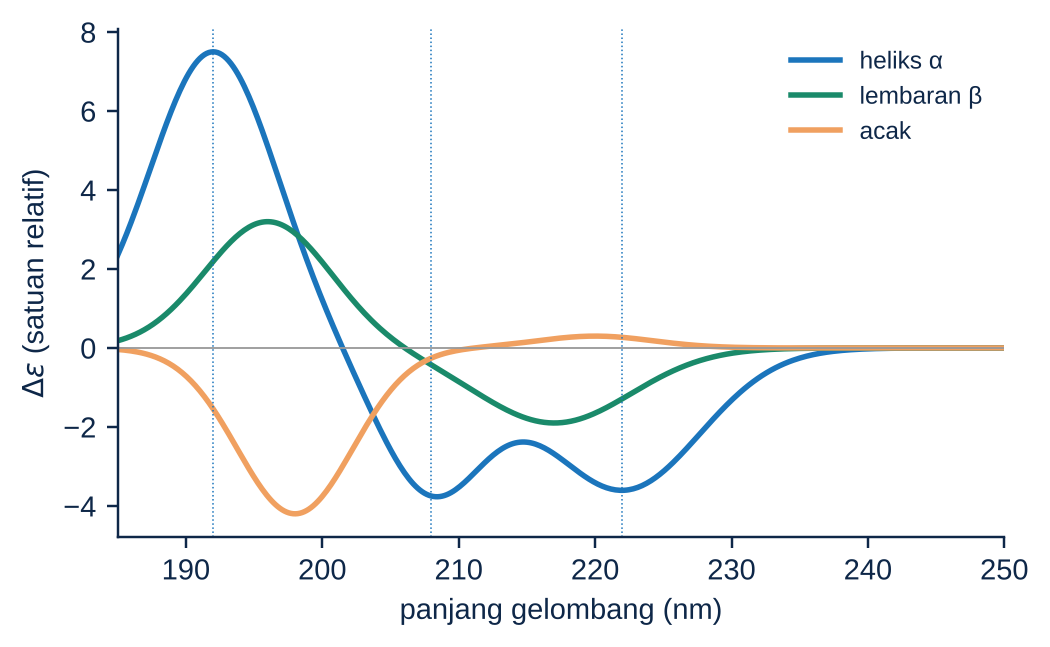 8
6
4
2
0
−2
−4
Δε (satuan relatif)
heliks α
lembaran β
acak
190 200 210 220 230 240 250
panjang gelombang (nm)